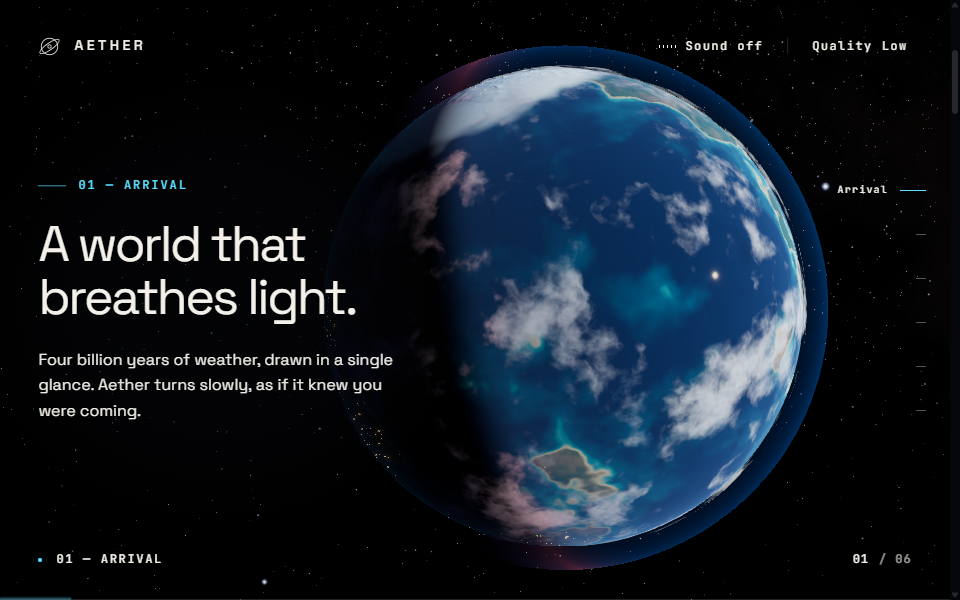 AETHER
Sound off
Quality Low
01 — ARRIVAL
Arrival
A world that
breathes light.
Four billion years of weather, drawn in a single
glance. Aether turns slowly, as if it knew you
were coming.
01 — ARRIVAL
01 / 06